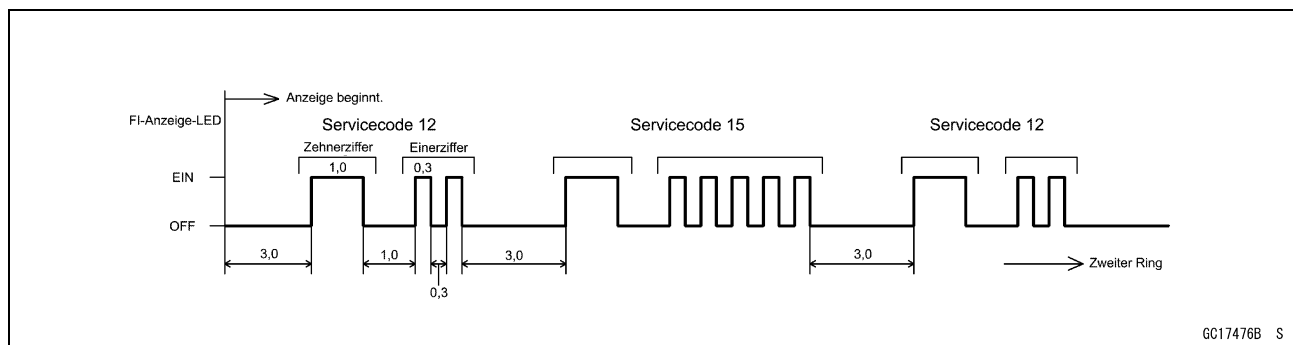 Anzeige beginnt.
FI-Anzeige-LED
Servicecode 12
Servicecode 15
Servicecode 12
Zehnerziffer
Einerziffer
1,0
0,3
EIN
OFF
3,0
1,0
3,0
3,0
0,3
Zweiter Ring
GC17476B S